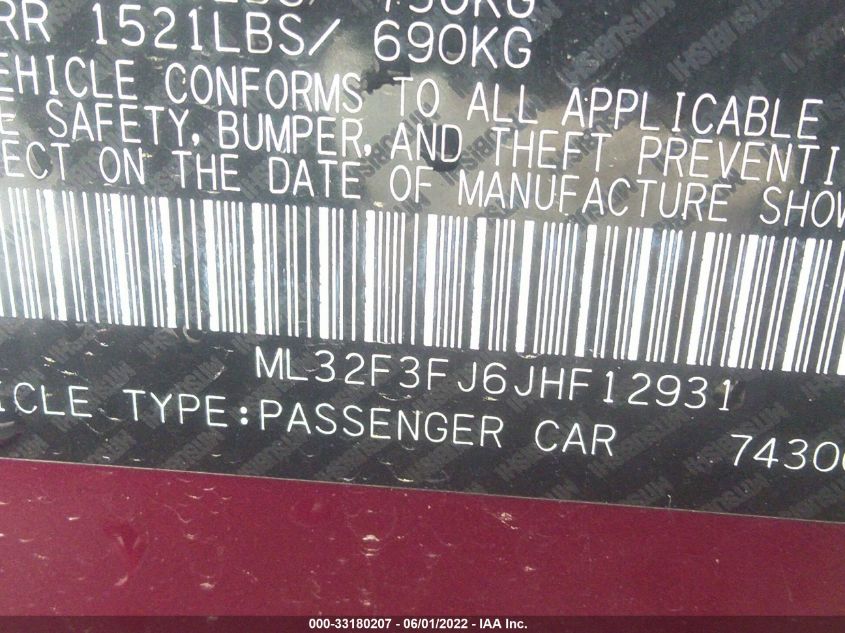 RR 1521LBS/ 690KG
EHICLE CONFORMS TO ALL APPLICABLE
E SAFETY, BUMPER, AND THEFT PREVENTI
ECT ON THE DATE OF MANUFACTURE SHOW
ML32F3FJ6JHF12931
ICLE TYPE:PASSENGER CAR 7430
000-33180207 - 06/01/2022 - IAA Inc.